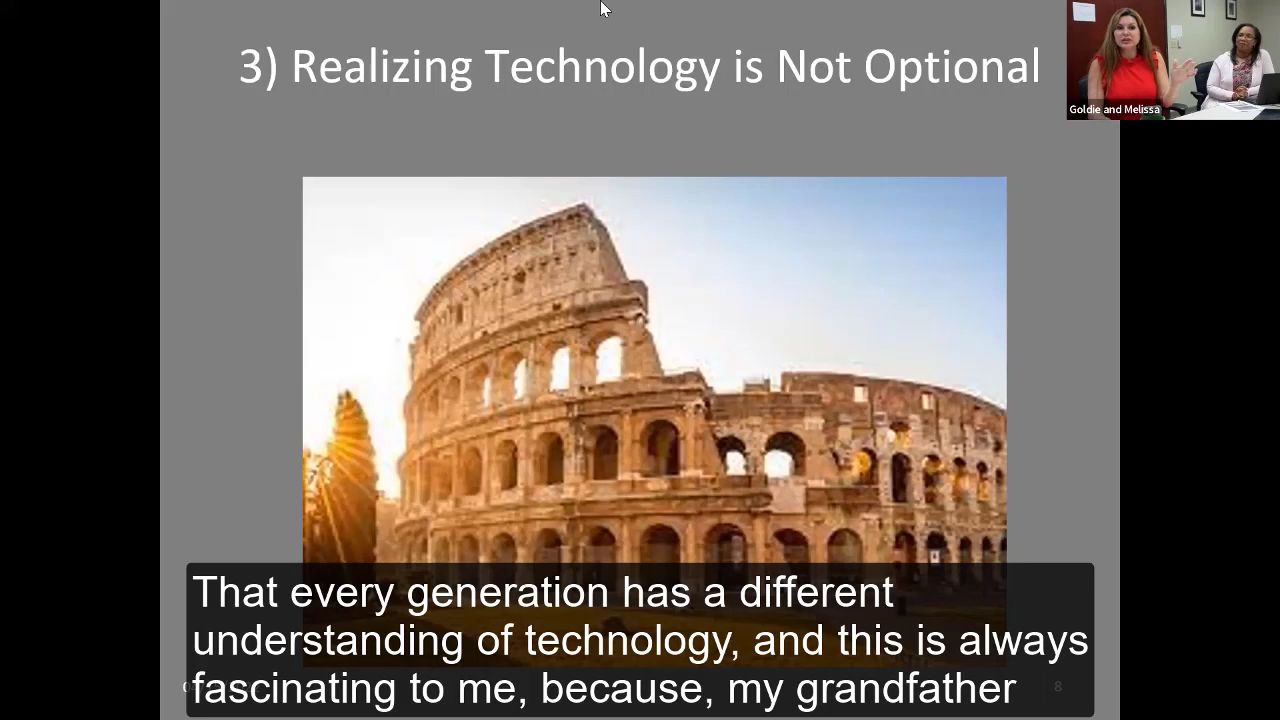 3) Realizing Technology is Not Optional
Goldie and Melissa
That every generation has a different
understanding of technology, and this is always
fascinating to me, because, my grandfather
8